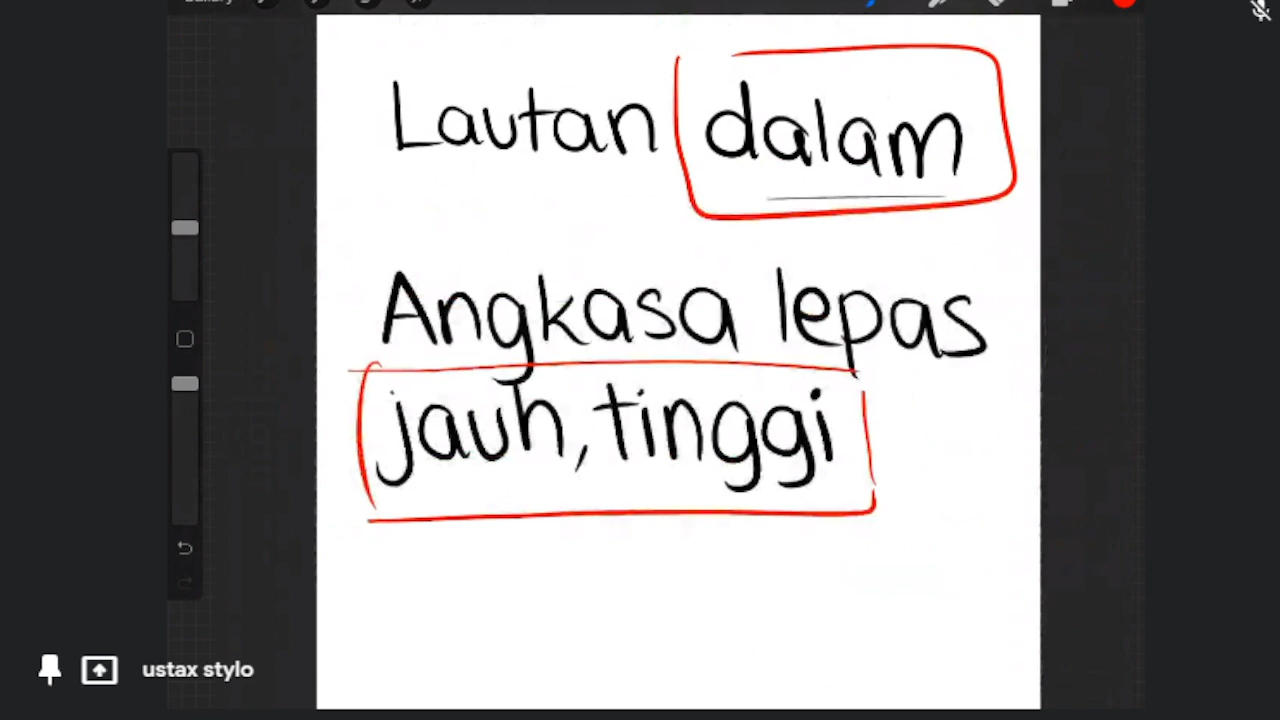 Lautan dalam
Angkasa lepas
jauh, tinggi
ustax stylo